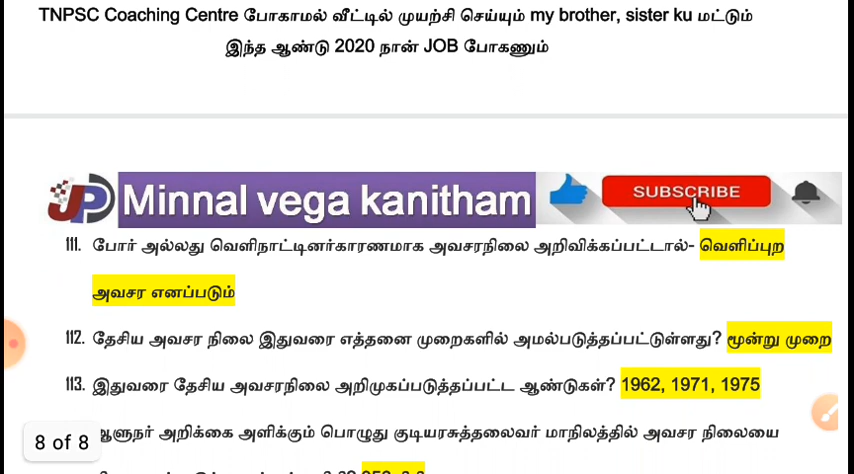 TNPSC Coaching Centre போகாமல் வீட்டில் முயற்சி செய்யும் my brother, sister ku மட்டும்
இந்த ஆண்டு 2020 நான் JOB போகணும்
JP Minnal vega kanitham SUBSCRIBE
111. போர் அல்லது வெளிநாட்டினர்காரணமாக அவசரநிலை அறிவிக்கப்பட்டால்- வெளிப்புற
அவசர எனப்படும்
112. தேசிய அவசர நிலை இதுவரை எத்தனை முறைகளில் அமல்படுத்தப்பட்டுள்ளது? மூன்று முறை
113. இதுவரை தேசிய அவசரநிலை அறிமுகப்படுத்தப்பட்ட ஆண்டுகள்? 1962, 1971, 1975
ஆளுநர் அறிக்கை அளிக்கும் பொழுது குடியரசுத்தலைவர் மாநிலத்தில் அவசர நிலையை
8 of 8